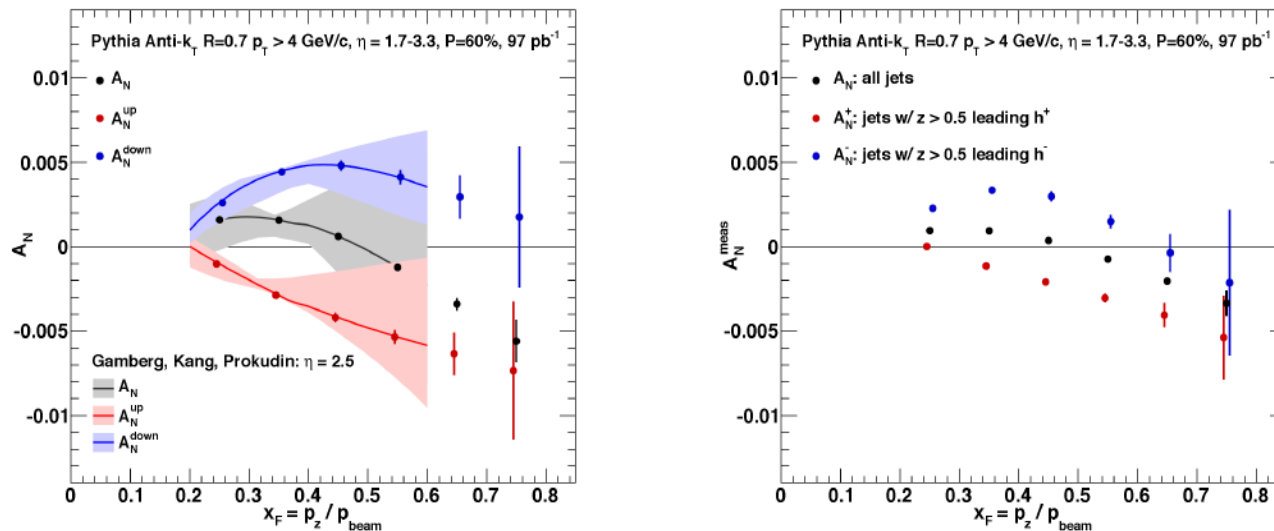 Pythia Anti-k_T R=0.7 p_T > 4 GeV/c, η = 1.7-3.3, P=60%, 97 pb⁻¹
0.01
A_N
A_N^up
0.005
A_N^down
A_N
0
-0.005
Gamberg, Kang, Prokudin: η = 2.5
A_N
A_N^up
-0.01
A_N^down
0 0.1 0.2 0.3 0.4 0.5 0.6 0.7 0.8
x_F = p_z / p_beam
Pythia Anti-k_T R=0.7 p_T > 4 GeV/c, η = 1.7-3.3, P=60%, 97 pb⁻¹
0.01
A_N: all jets
A_N^+: jets w/ z > 0.5 leading h^+
0.005
A_N^-: jets w/ z > 0.5 leading h^-
A_N^meas
0
-0.005
-0.01
0 0.1 0.2 0.3 0.4 0.5 0.6 0.7 0.8
x_F = p_z / p_beam